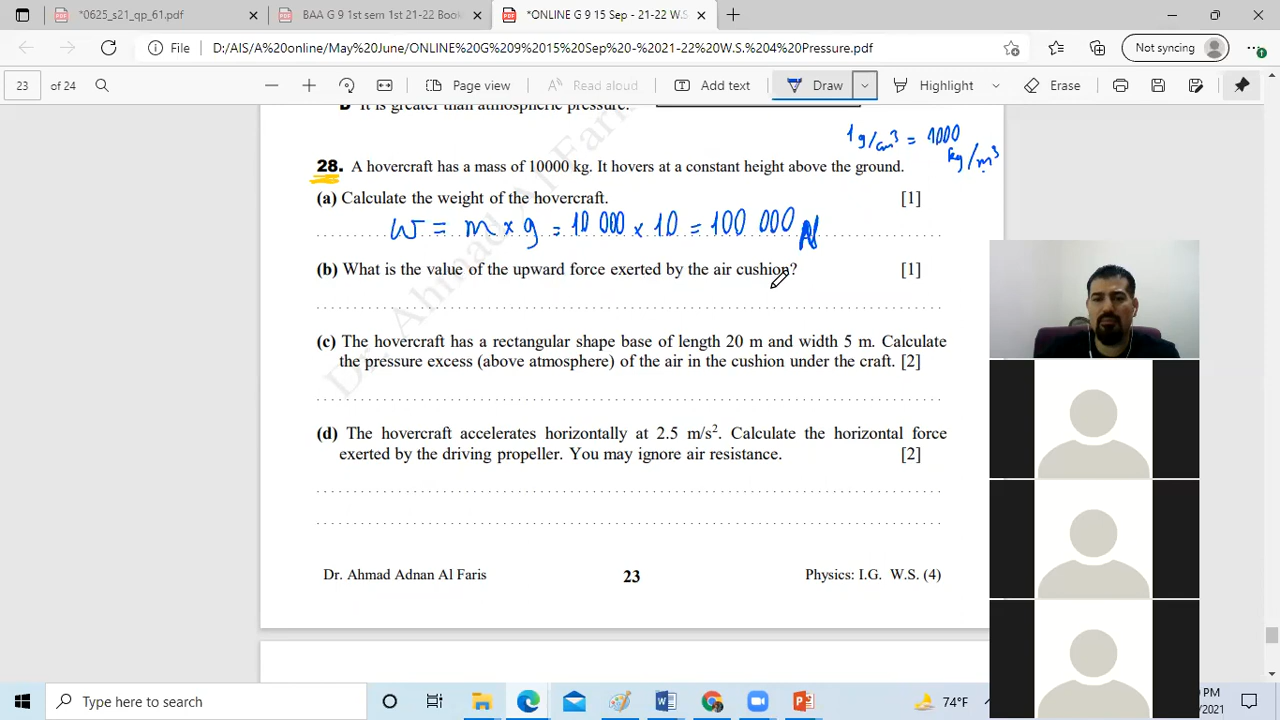 *0625_s21_qp_61.pdf
BAA G 9 1st sem 1st 21-22 Book
*ONLINE G 9 15 Sep - 21-22 W.S.
File
D:/AIS/A%20online/May%20June/ONLINE%20G%209%2015%20Sep%20-%2021-22%20W.S.%204%20Pressure.pdf
Not syncing
23
of 24
Page view
Read aloud
Add text
Draw
Highlight
Erase
D It is greater than atmospheric pressure.
1 g/cm³ = 1000
kg/m³
28. A hovercraft has a mass of 10000 kg. It hovers at a constant height above the ground.
(a) Calculate the weight of the hovercraft. [1]
W = m × g = 10 000 × 10 = 100 000 N
(b) What is the value of the upward force exerted by the air cushion? [1]
(c) The hovercraft has a rectangular shape base of length 20 m and width 5 m. Calculate
the pressure excess (above atmosphere) of the air in the cushion under the craft. [2]
(d) The hovercraft accelerates horizontally at 2.5 m/s². Calculate the horizontal force
exerted by the driving propeller. You may ignore air resistance. [2]
Dr. Ahmad Adnan Al Faris
23
Physics: I.G. W.S. (4)
Type here to search
74°F